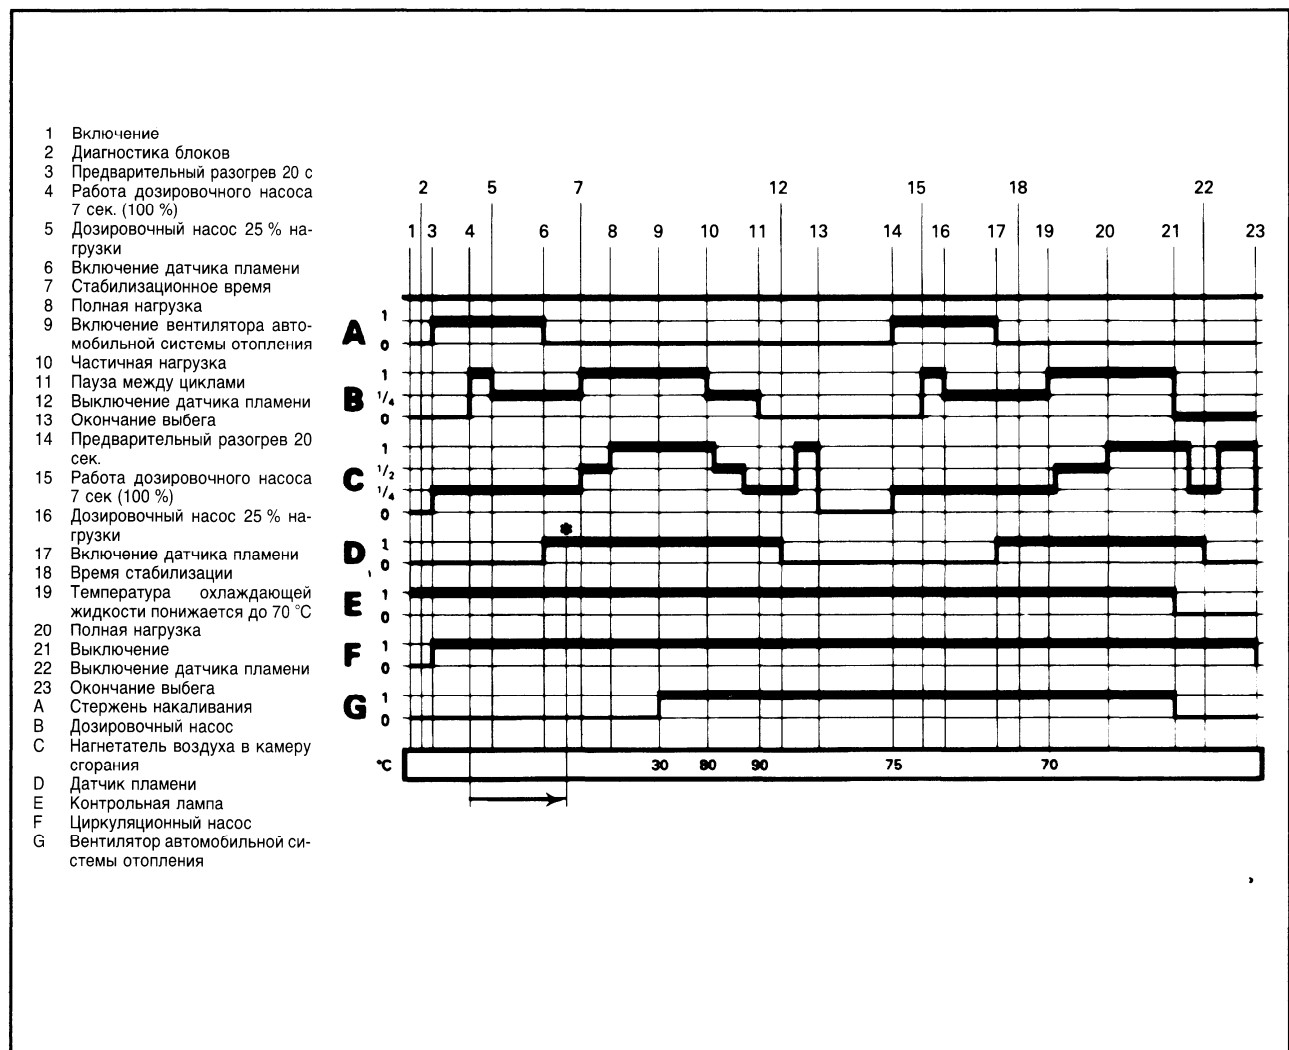 1 Включение
2 Диагностика блоков
3 Предварительный разогрев 20 с
4 Работа дозировочного насоса
7 сек. (100 %)
5 Дозировочный насос 25 % на-
грузки
6 Включение датчика пламени
7 Стабилизационное время
8 Полная нагрузка
9 Включение вентилятора авто-
мобильной системы отопления
10 Частичная нагрузка
11 Пауза между циклами
12 Выключение датчика пламени
13 Окончание выбега
14 Предварительный разогрев 20
сек.
15 Работа дозировочного насоса
7 сек (100 %)
16 Дозировочный насос 25 % на-
грузки
17 Включение датчика пламени
18 Время стабилизации
19 Температура охлаждающей
жидкости понижается до 70 °C
20 Полная нагрузка
21 Выключение
22 Выключение датчика пламени
23 Окончание выбега
A Стержень накаливания
B Дозировочный насос
C Нагнетатель воздуха в камеру
сгорания
D Датчик пламени
E Контрольная лампа
F Циркуляционный насос
G Вентилятор автомобильной си-
стемы отопления
2 5 7 12 15 18 22
1 3 4 6 8 9 10 11 13 14 16 17 19 20 21 23
A 1
0
B 1
1/4
0
C 1
1/2
1/4
0
*
D 1
0
E 1
0
F 1
0
G 1
0
°C 30 80 90 75 70